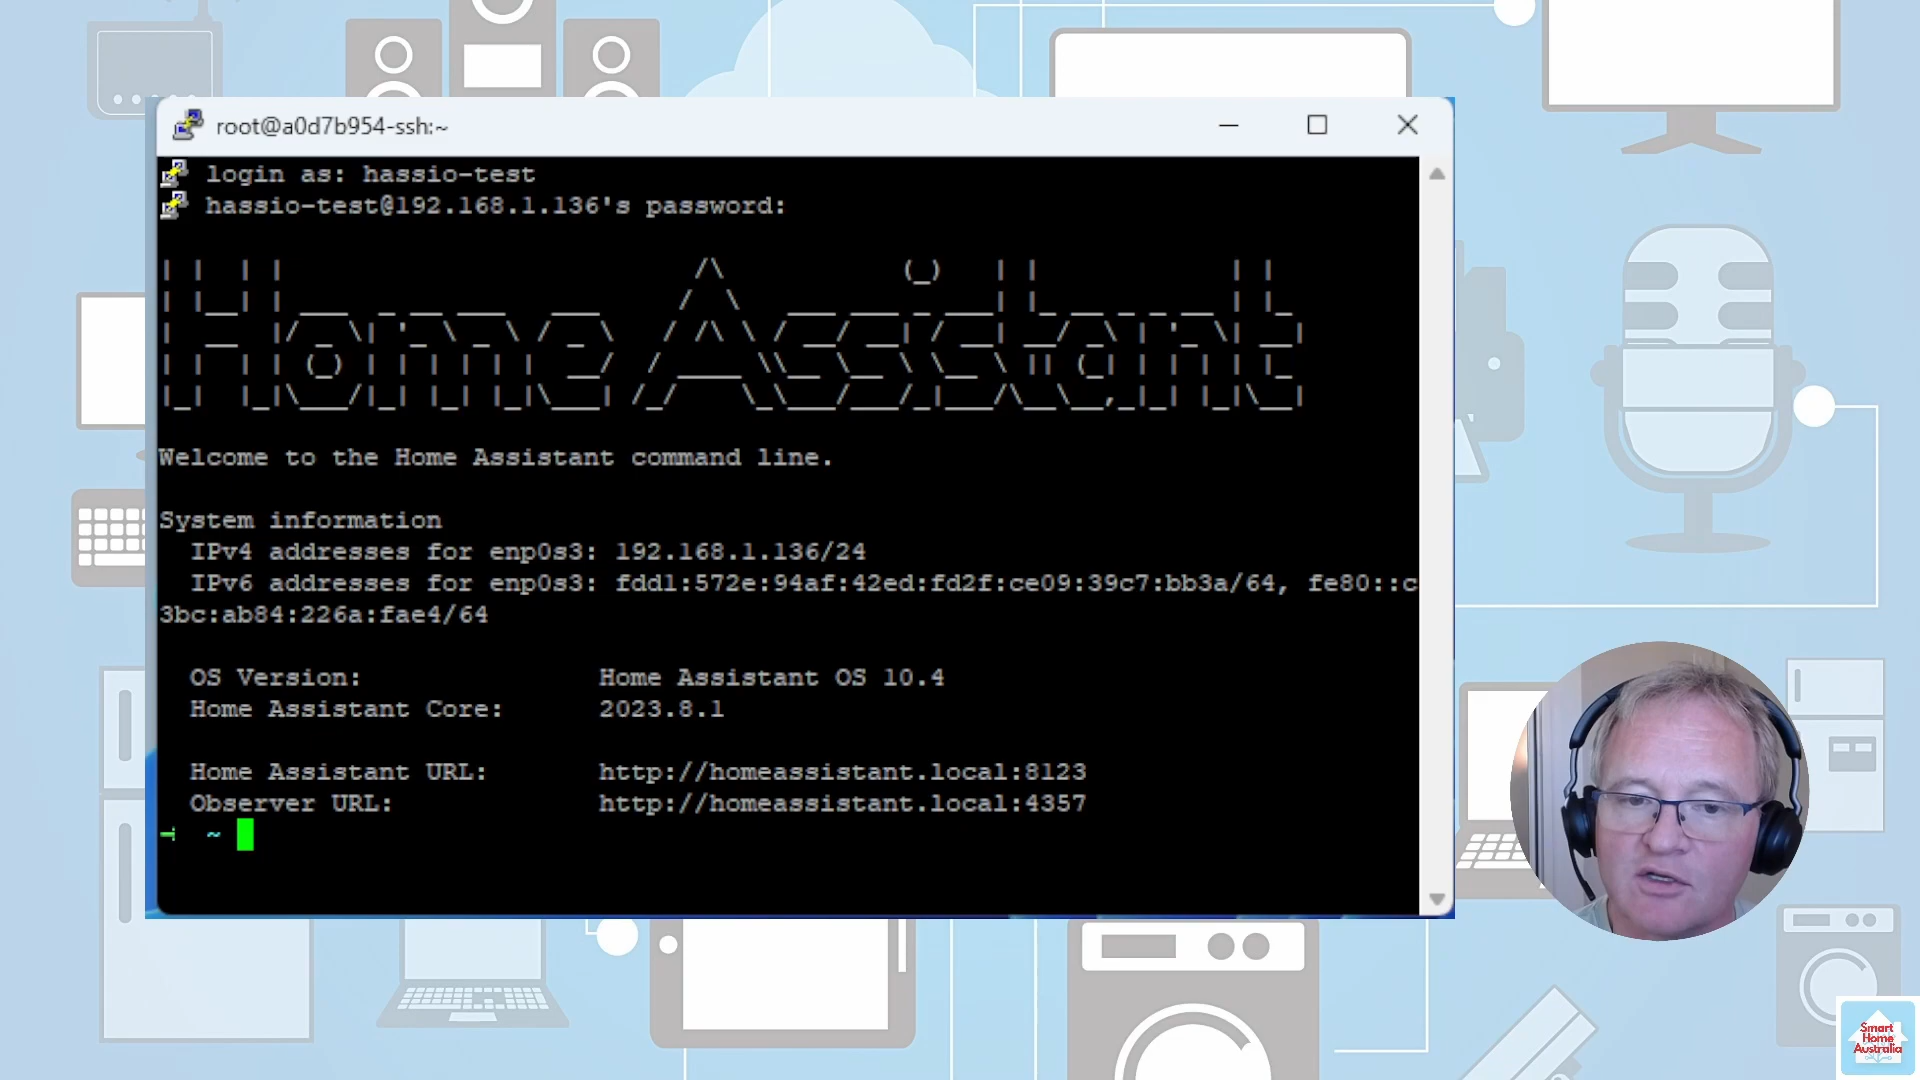 root@a0d7b954-ssh:~
login as: hassio-test
hassio-test@192.168.1.136's password:
Home Assistant
Welcome to the Home Assistant command line.
System information
IPv4 addresses for enp0s3: 192.168.1.136/24
IPv6 addresses for enp0s3: fdd1:572e:94af:42ed:fd2f:ce09:39c7:bb3a/64, fe80::c
3bc:ab84:226a:fae4/64
OS Version: Home Assistant OS 10.4
Home Assistant Core: 2023.8.1
Home Assistant URL: http://homeassistant.local:8123
Observer URL: http://homeassistant.local:4357
~
Smart
Home
Australia